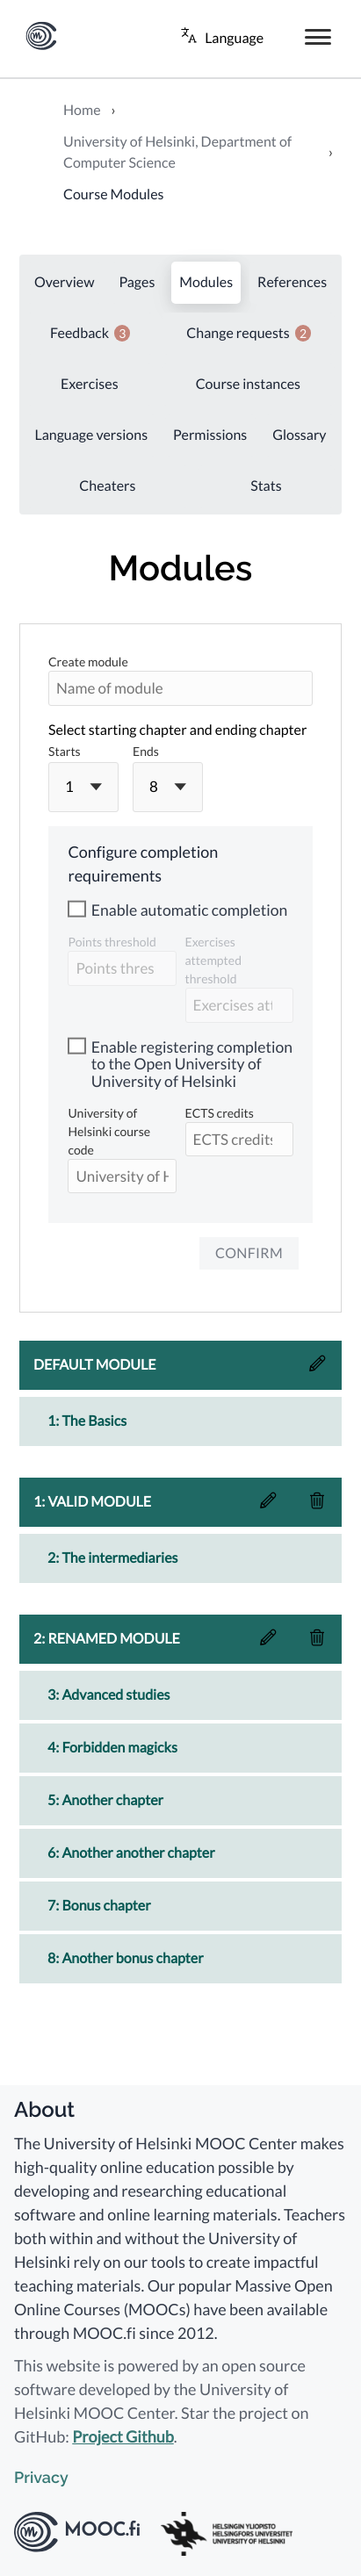 Language
Home ›
University of Helsinki, Department of
Computer Science ›
Course Modules
Overview Pages Modules References
Feedback 3 Change requests 2
Exercises Course instances
Language versions Permissions Glossary
Cheaters Stats
Modules
Create module
Name of module
Select starting chapter and ending chapter
Starts Ends
1 8
Configure completion
requirements
Enable automatic completion
Points threshold
Points thres
Exercises
attempted
threshold
Exercises att
Enable registering completion
to the Open University of
University of Helsinki
University of
Helsinki course
code
University of H
ECTS credits
ECTS credits
CONFIRM
DEFAULT MODULE
1: The Basics
1: VALID MODULE
2: The intermediaries
2: RENAMED MODULE
3: Advanced studies
4: Forbidden magicks
5: Another chapter
6: Another another chapter
7: Bonus chapter
8: Another bonus chapter
About
The University of Helsinki MOOC Center makes
high-quality online education possible by
developing and researching educational
software and online learning materials. Teachers
both within and without the University of
Helsinki rely on our tools to create impactful
teaching materials. Our popular Massive Open
Online Courses (MOOCs) have been available
through MOOC.fi since 2012.
This website is powered by an open source
software developed by the University of
Helsinki MOOC Center. Star the project on
GitHub: Project Github.
Privacy
MOOC.fi
HELSINGIN YLIOPISTO
HELSINGFORS UNIVERSITET
UNIVERSITY OF HELSINKI